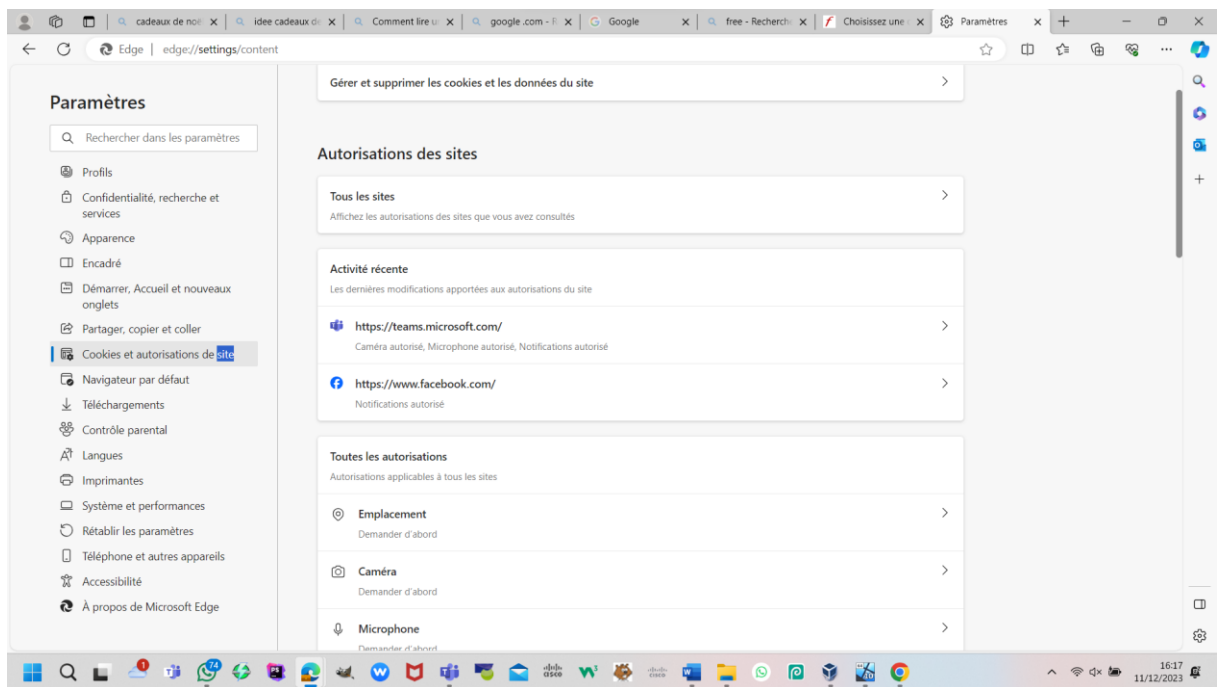 cadeaux de noë
idee cadeaux de
Comment lire u
google .com - R
Google
free - Recherch
Choisissez une
Paramètres
Edge | edge://settings/content
Paramètres
Rechercher dans les paramètres
Profils
Confidentialité, recherche et
services
Apparence
Encadré
Démarrer, Accueil et nouveaux
onglets
Partager, copier et coller
Cookies et autorisations de site
Navigateur par défaut
Téléchargements
Contrôle parental
Langues
Imprimantes
Système et performances
Rétablir les paramètres
Téléphone et autres appareils
Accessibilité
À propos de Microsoft Edge
Gérer et supprimer les cookies et les données du site
Autorisations des sites
Tous les sites
Affichez les autorisations des sites que vous avez consultés
Activité récente
Les dernières modifications apportées aux autorisations du site
https://teams.microsoft.com/
Caméra autorisé, Microphone autorisé, Notifications autorisé
https://www.facebook.com/
Notifications autorisé
Toutes les autorisations
Autorisations applicables à tous les sites
Emplacement
Demander d'abord
Caméra
Demander d'abord
Microphone
Demander d'abord
74
16:17
11/12/2023